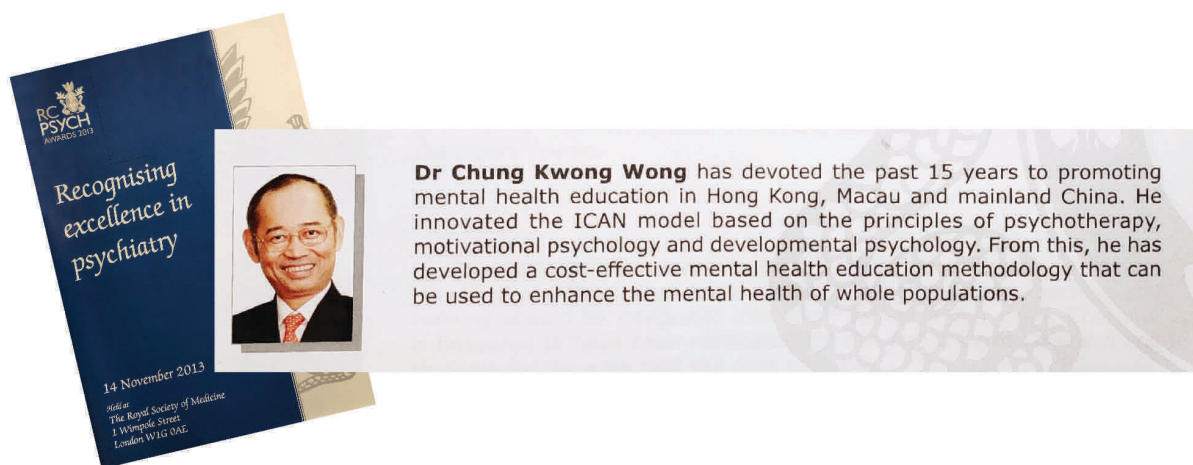 RC
PSYCH
AWARDS 2013
Recognising
excellence in
psychiatry
14 November 2013
Held at
The Royal Society of Medicine
1 Wimpole Street
London W1G 0AE
Dr Chung Kwong Wong has devoted the past 15 years to promoting
mental health education in Hong Kong, Macau and mainland China. He
innovated the ICAN model based on the principles of psychotherapy,
motivational psychology and developmental psychology. From this, he has
developed a cost-effective mental health education methodology that can
be used to enhance the mental health of whole populations.